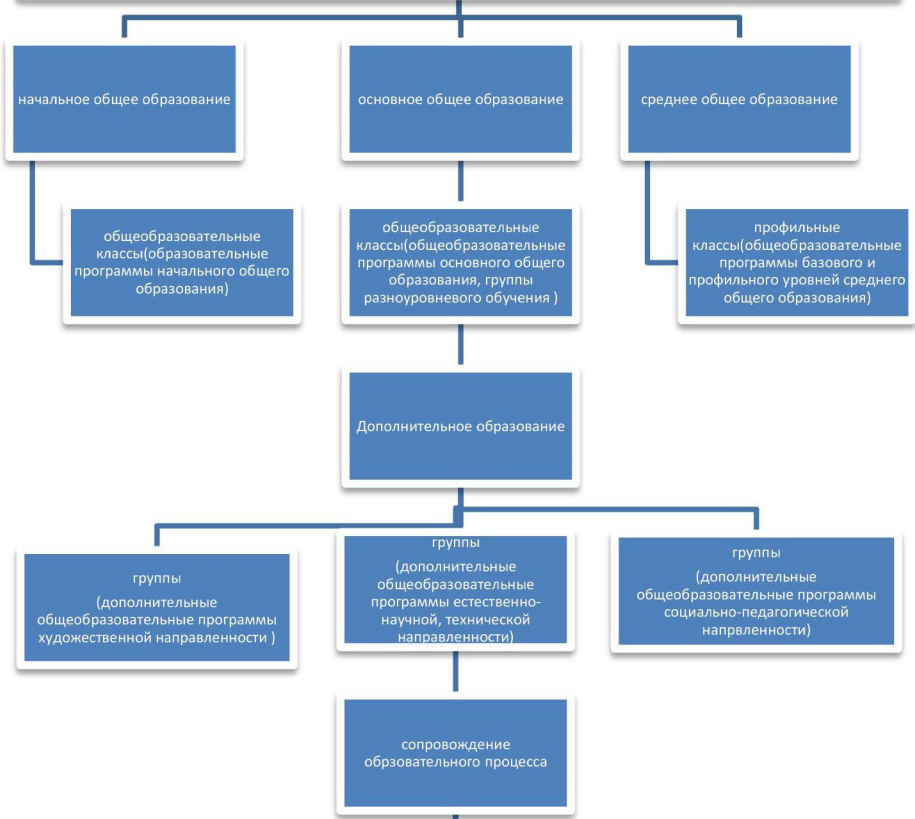 начальное общее образование
основное общее образование
среднее общее образование
общеобразовательные
классы(образовательные
программы начального общего
образования)
общеобразовательные
классы(общеобразовательные
программы основного общего
образования, группы
разноуровневого обучения )
профильные
классы(общеобразовательные
программы базового и
профильного уровней среднего
общего образования)
Дополнительное образование
группы
(дополнительные
общеобразовательные программы
художественной направленности )
группы
(дополнительные
общеобразовательные
программы естественно-
научной, технической
направленности)
группы
(дополнительные
общеобразовательные программы
социально-педагогической
напрвленности)
сопровождение
обрзовательного процесса